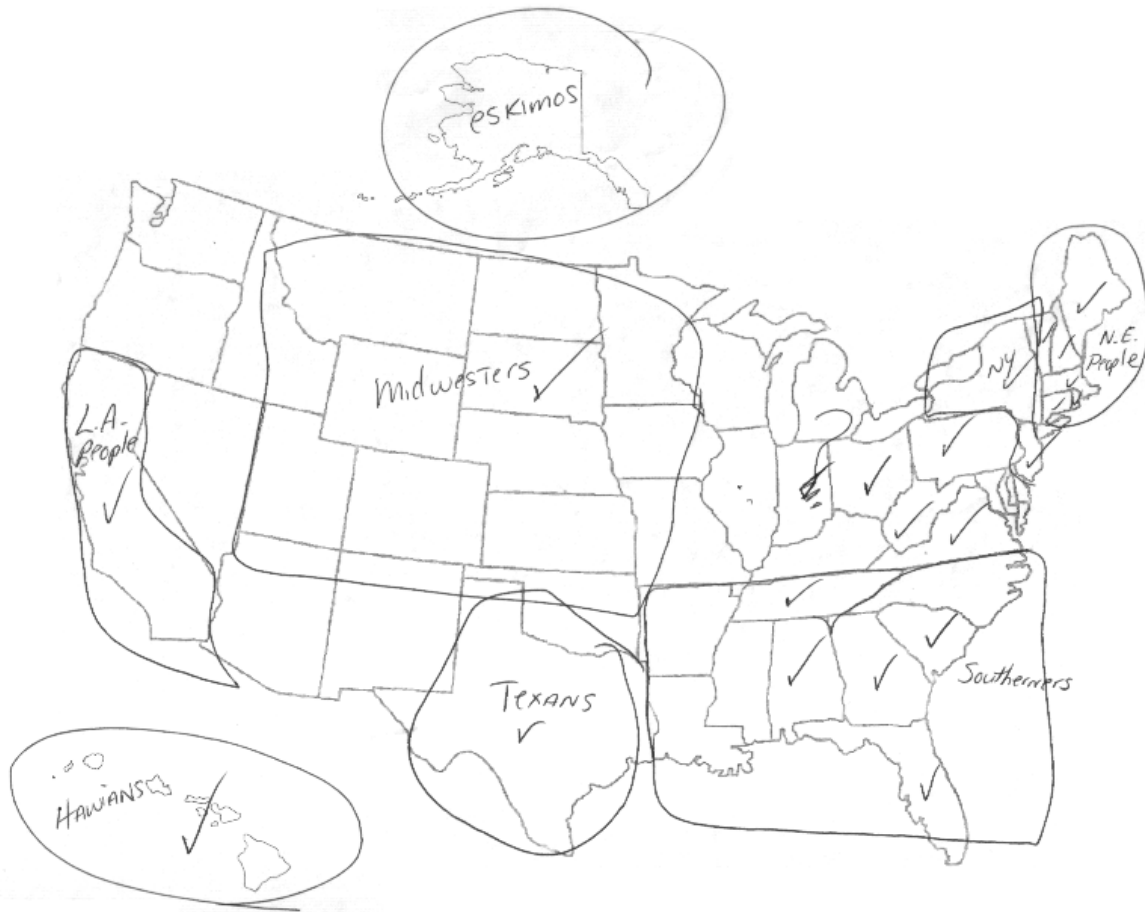 eskimos
Midwesters
NY
N.E.
People
L.A.
People
Texans
Southerners
Hawians